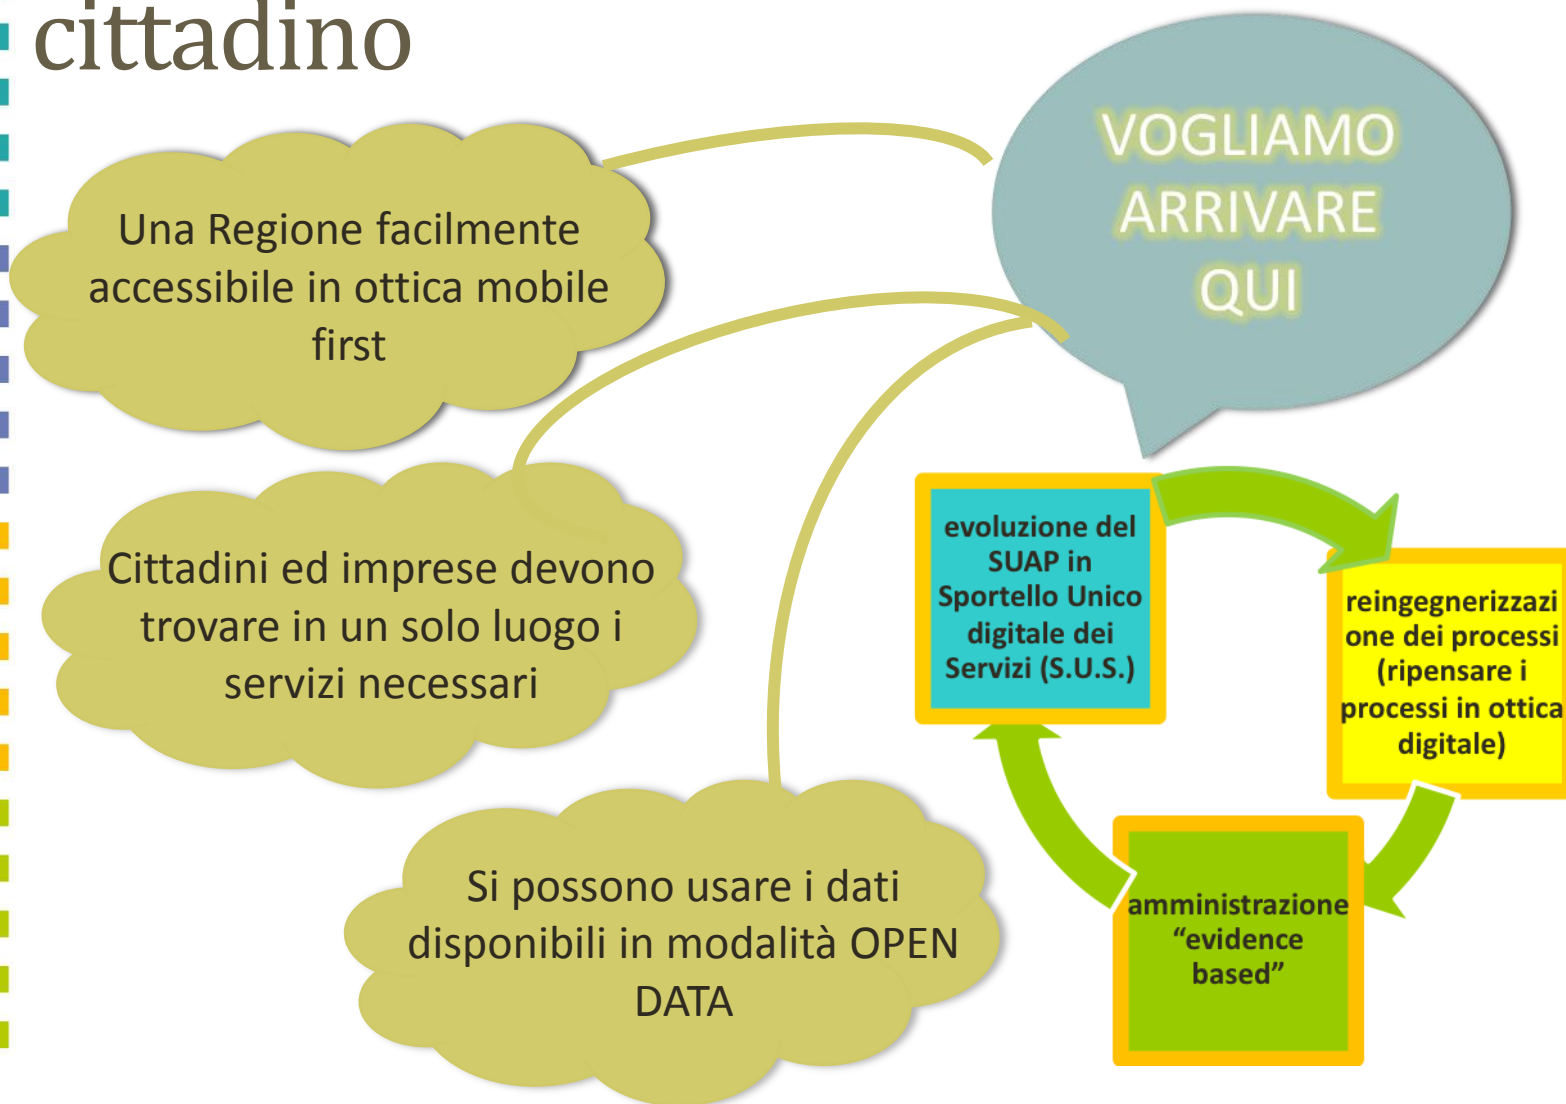 cittadino
VOGLIAMO
ARRIVARE
QUI
Una Regione facilmente
accessibile in ottica mobile
first
Cittadini ed imprese devono
trovare in un solo luogo i
servizi necessari
Si possono usare i dati
disponibili in modalità OPEN
DATA
evoluzione del
SUAP in
Sportello Unico
digitale dei
Servizi (S.U.S.)
reingegnerizzazi
one dei processi
(ripensare i
processi in ottica
digitale)
amministrazione
“evidence
based”